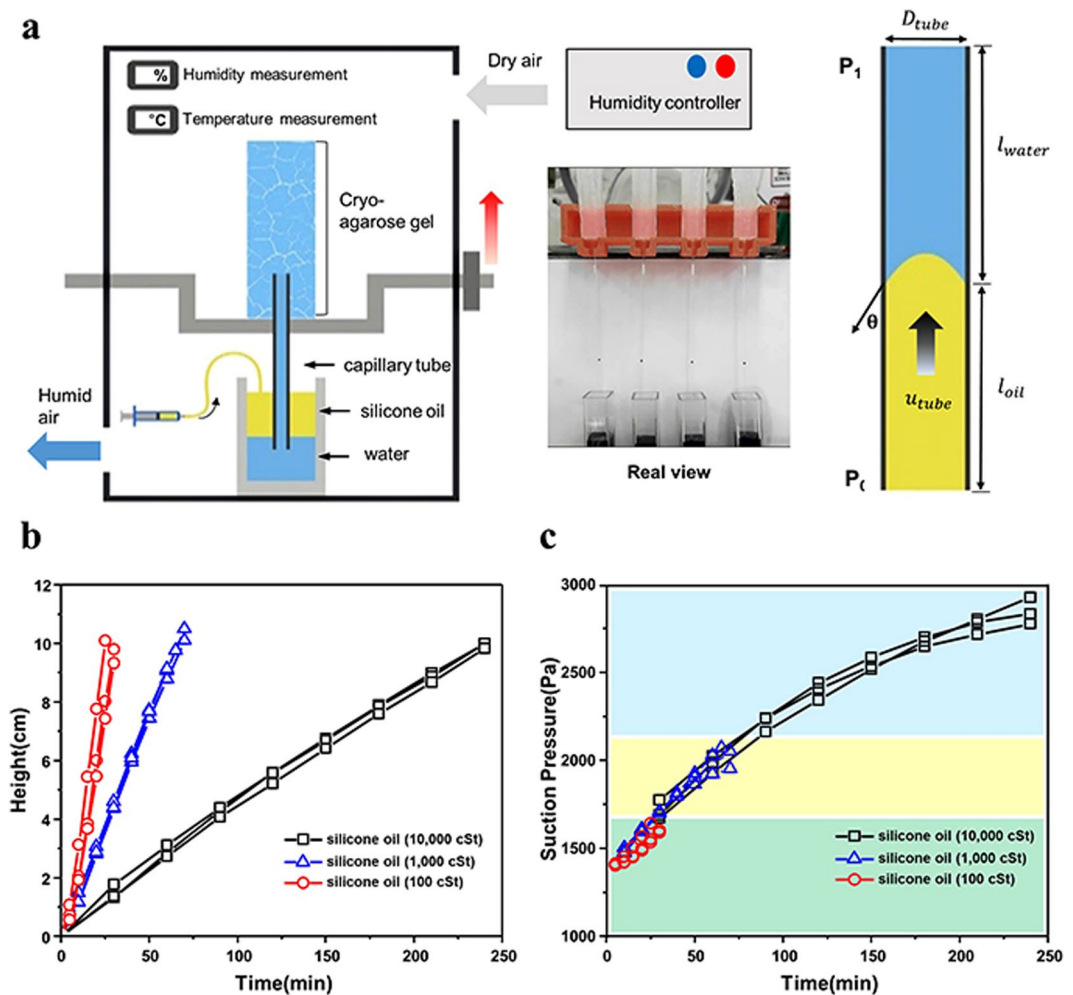 a
% Humidity measurement
°C Temperature measurement
Dry air
Humidity controller
Cryo-
agarose gel
capillary tube
silicone oil
water
Humid
air
Real view
D_tube
P_1
l_water
θ
u_tube
l_oil
b
Height(cm)
12
10
8
6
4
2
0
silicone oil (10,000 cSt)
silicone oil (1,000 cSt)
silicone oil (100 cSt)
0 50 100 150 200 250
Time(min)
c
Suction Pressure(Pa)
3000
2500
2000
1500
1000
silicone oil (10,000 cSt)
silicone oil (1,000 cSt)
silicone oil (100 cSt)
0 50 100 150 200 250
Time(min)